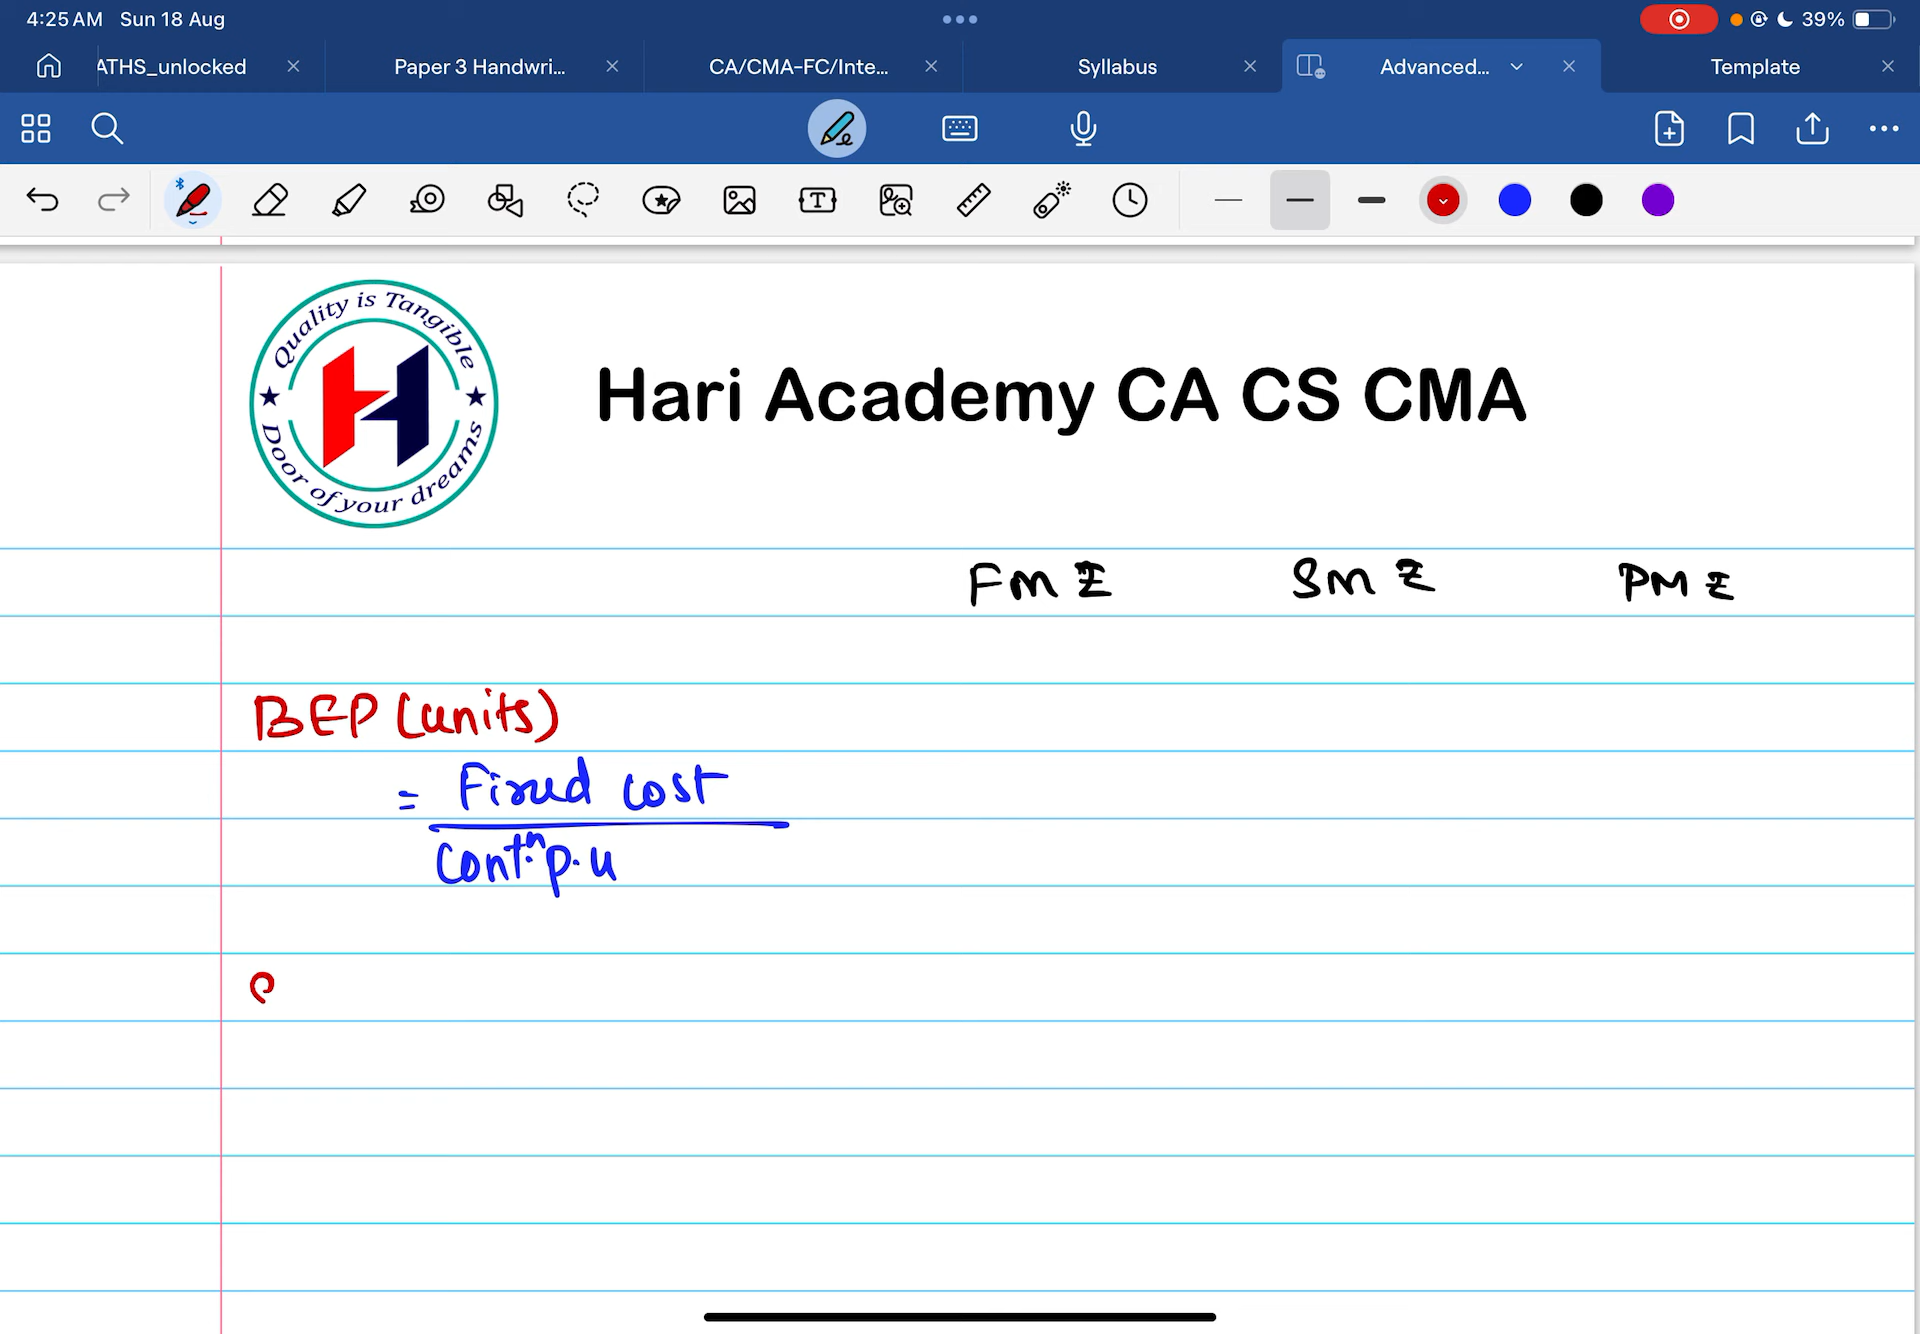 4:25 AM Sun 18 Aug
39%
ATHS_unlocked
Paper 3 Handwri...
CA/CMA-FC/Inte...
Syllabus
Advanced...
Template
Quality is Tangible
Door of your dreams
Hari Academy CA CS CMA
FM Z SM Z PM Z
BEP (units)
= Fixed cost
Cont.ⁿ p.u